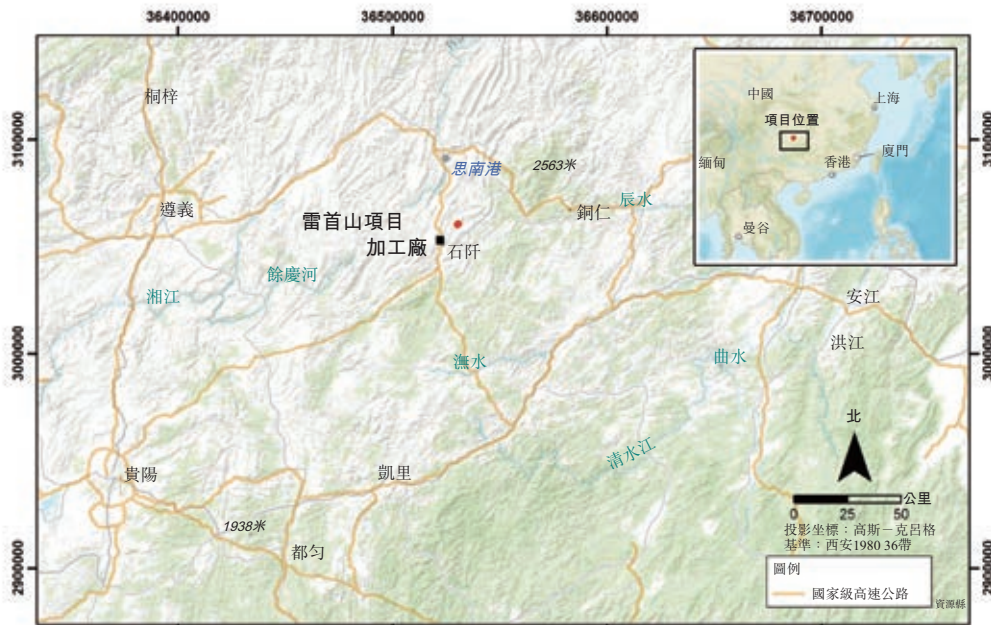 36400000
36500000
36600000
36700000
桐梓
中國
上海
項目位置
3100000
3100000
思南港
2563米
緬甸
香港
廈門
遵義
銅仁
辰水
雷首山項目
曼谷
加工廠
石阡
餘慶河
湘江
安江
洪江
3000000
3000000
潕水
曲水
北
清水江
貴陽
凱里
公里
0 25 50
1938米
投影坐標：高斯－克呂格
基準：西安1980 36帶
都勻
圖例
2900000
2900000
國家級高速公路
資源縣